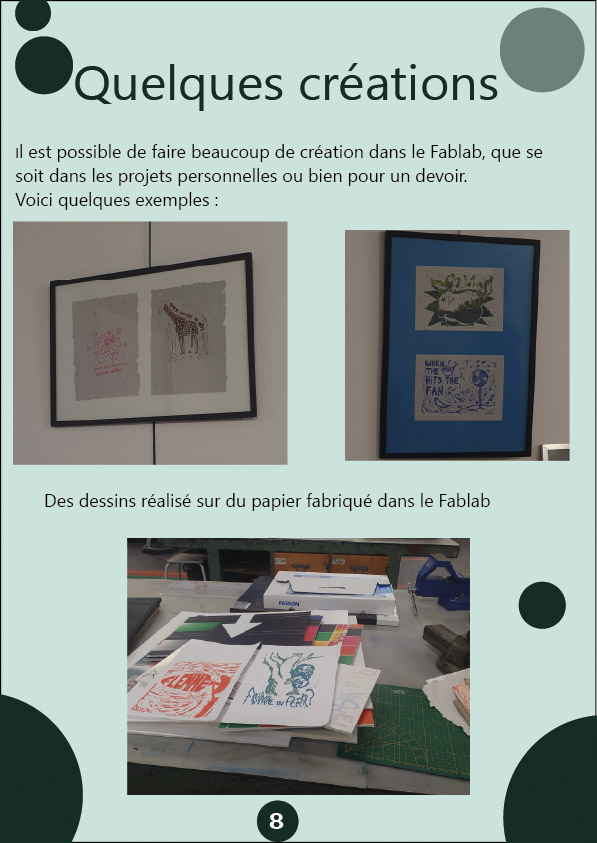 Quelques créations
Il est possible de faire beaucoup de création dans le Fablab, que se
soit dans les projets personnelles ou bien pour un devoir.
Voici quelques exemples :
WHEN
THE
HITS THE
FAN
Des dessins réalisé sur du papier fabriqué dans le Fablab
FLEMME
8